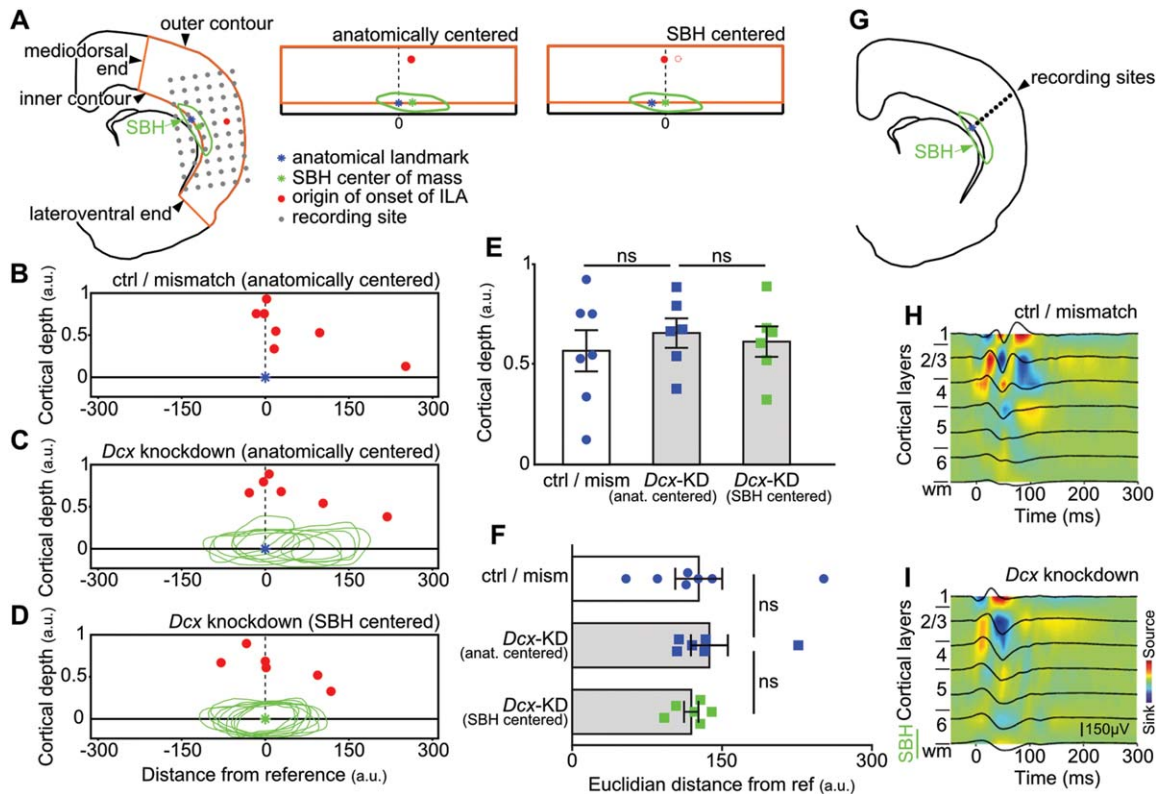 A
outer contour
mediodorsal
end
inner contour
SBH
lateroventral end
anatomically centered
0
SBH centered
0
anatomical landmark
SBH center of mass
origin of onset of ILA
recording site
B
ctrl / mismatch (anatomically centered)
Cortical depth (a.u.)
1
0.5
0
-300 -150 0 150 300
C
Dcx knockdown (anatomically centered)
Cortical depth (a.u.)
1
0.5
0
-300 -150 0 150 300
D
Dcx knockdown (SBH centered)
Cortical depth (a.u.)
1
0.5
0
-300 -150 0 150 300
Distance from reference (a.u.)
E
ns ns
Cortical depth (a.u.)
1
0.5
0
ctrl / mism Dcx-KD Dcx-KD
(anat. centered) (SBH centered)
F
ctrl / mism
Dcx-KD
(anat. centered)
Dcx-KD
(SBH centered)
ns
ns
0 150 300
Euclidian distance from ref (a.u.)
G
recording sites
SBH
H
ctrl / mismatch
Cortical layers
1
2/3
4
5
6
wm
0 100 200 300
Time (ms)
I
Dcx knockdown
Cortical layers
SBH
1
2/3
4
5
6
wm
150µV
Sink Source
0 100 200 300
Time (ms)